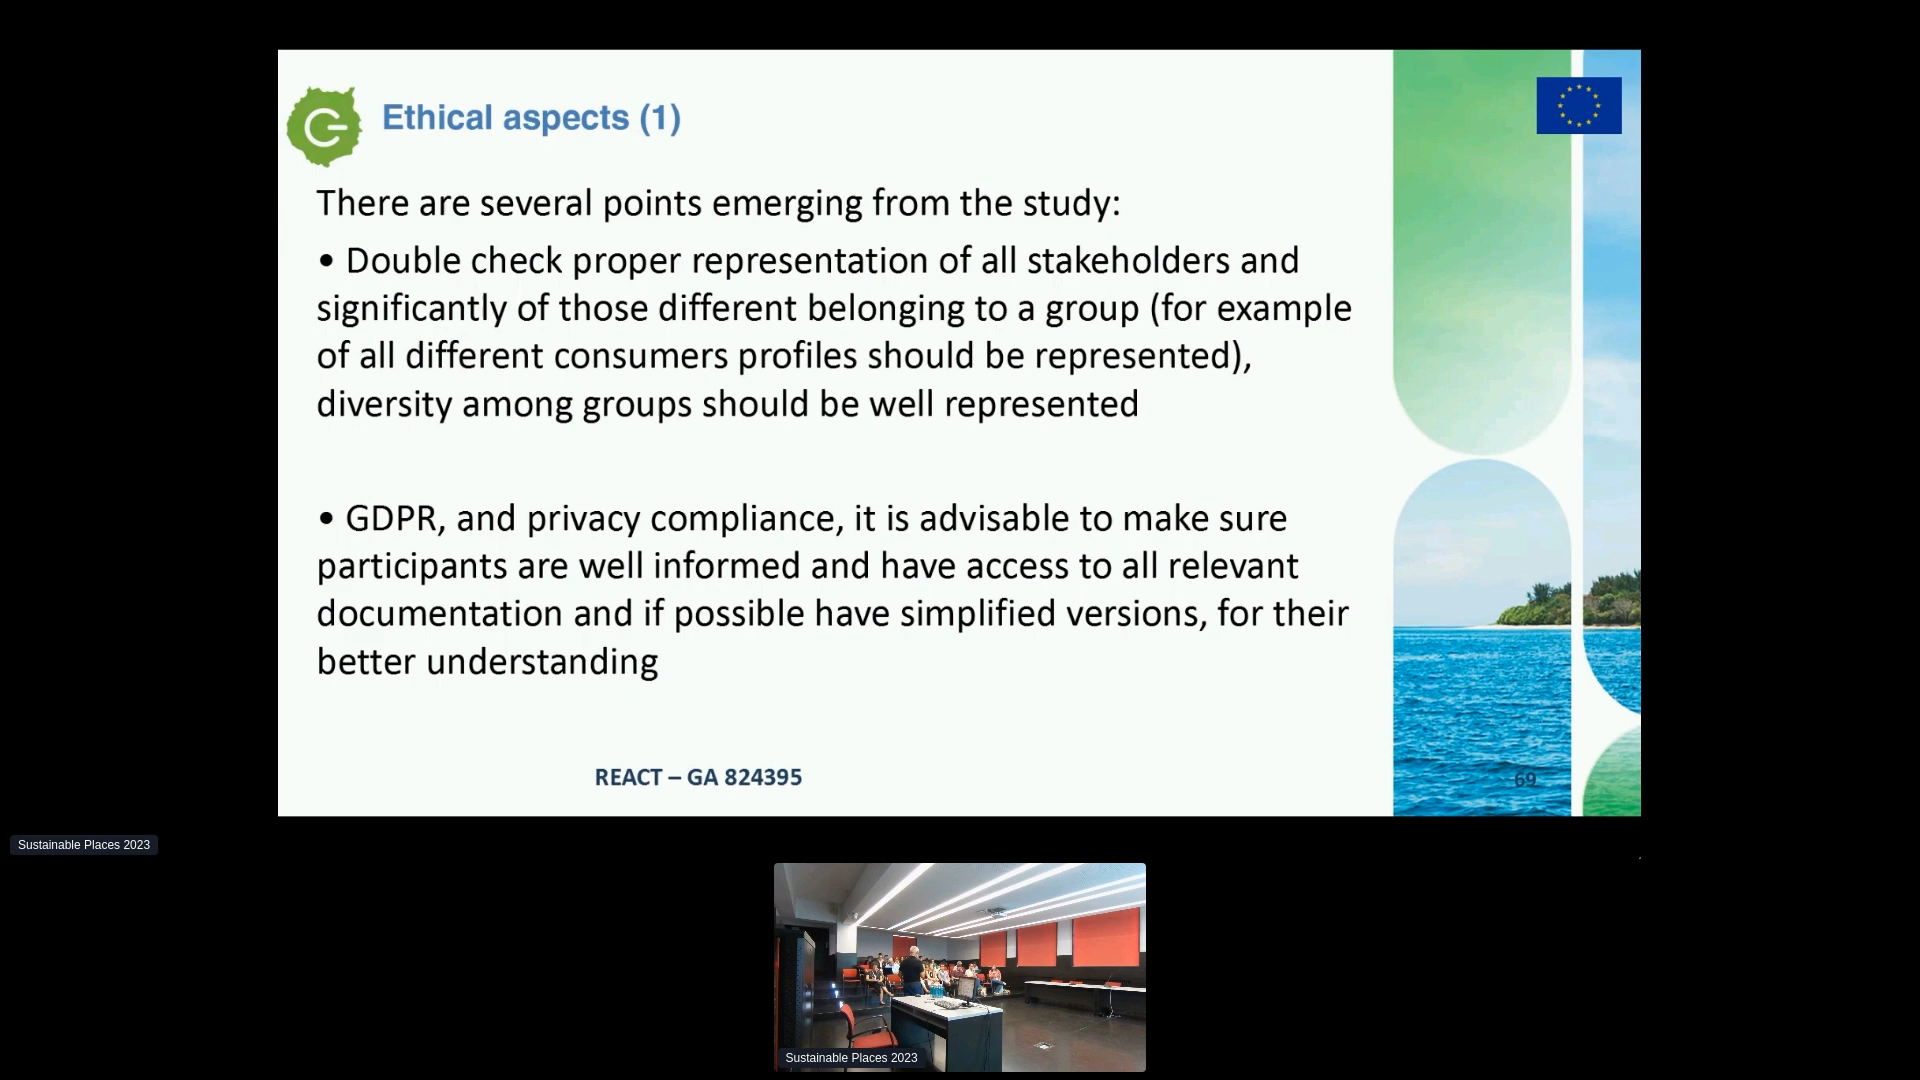 Ethical aspects (1)
There are several points emerging from the study:
• Double check proper representation of all stakeholders and
significantly of those different belonging to a group (for example
of all different consumers profiles should be represented),
diversity among groups should be well represented
• GDPR, and privacy compliance, it is advisable to make sure
participants are well informed and have access to all relevant
documentation and if possible have simplified versions, for their
better understanding
REACT – GA 824395
69
Sustainable Places 2023
Sustainable Places 2023